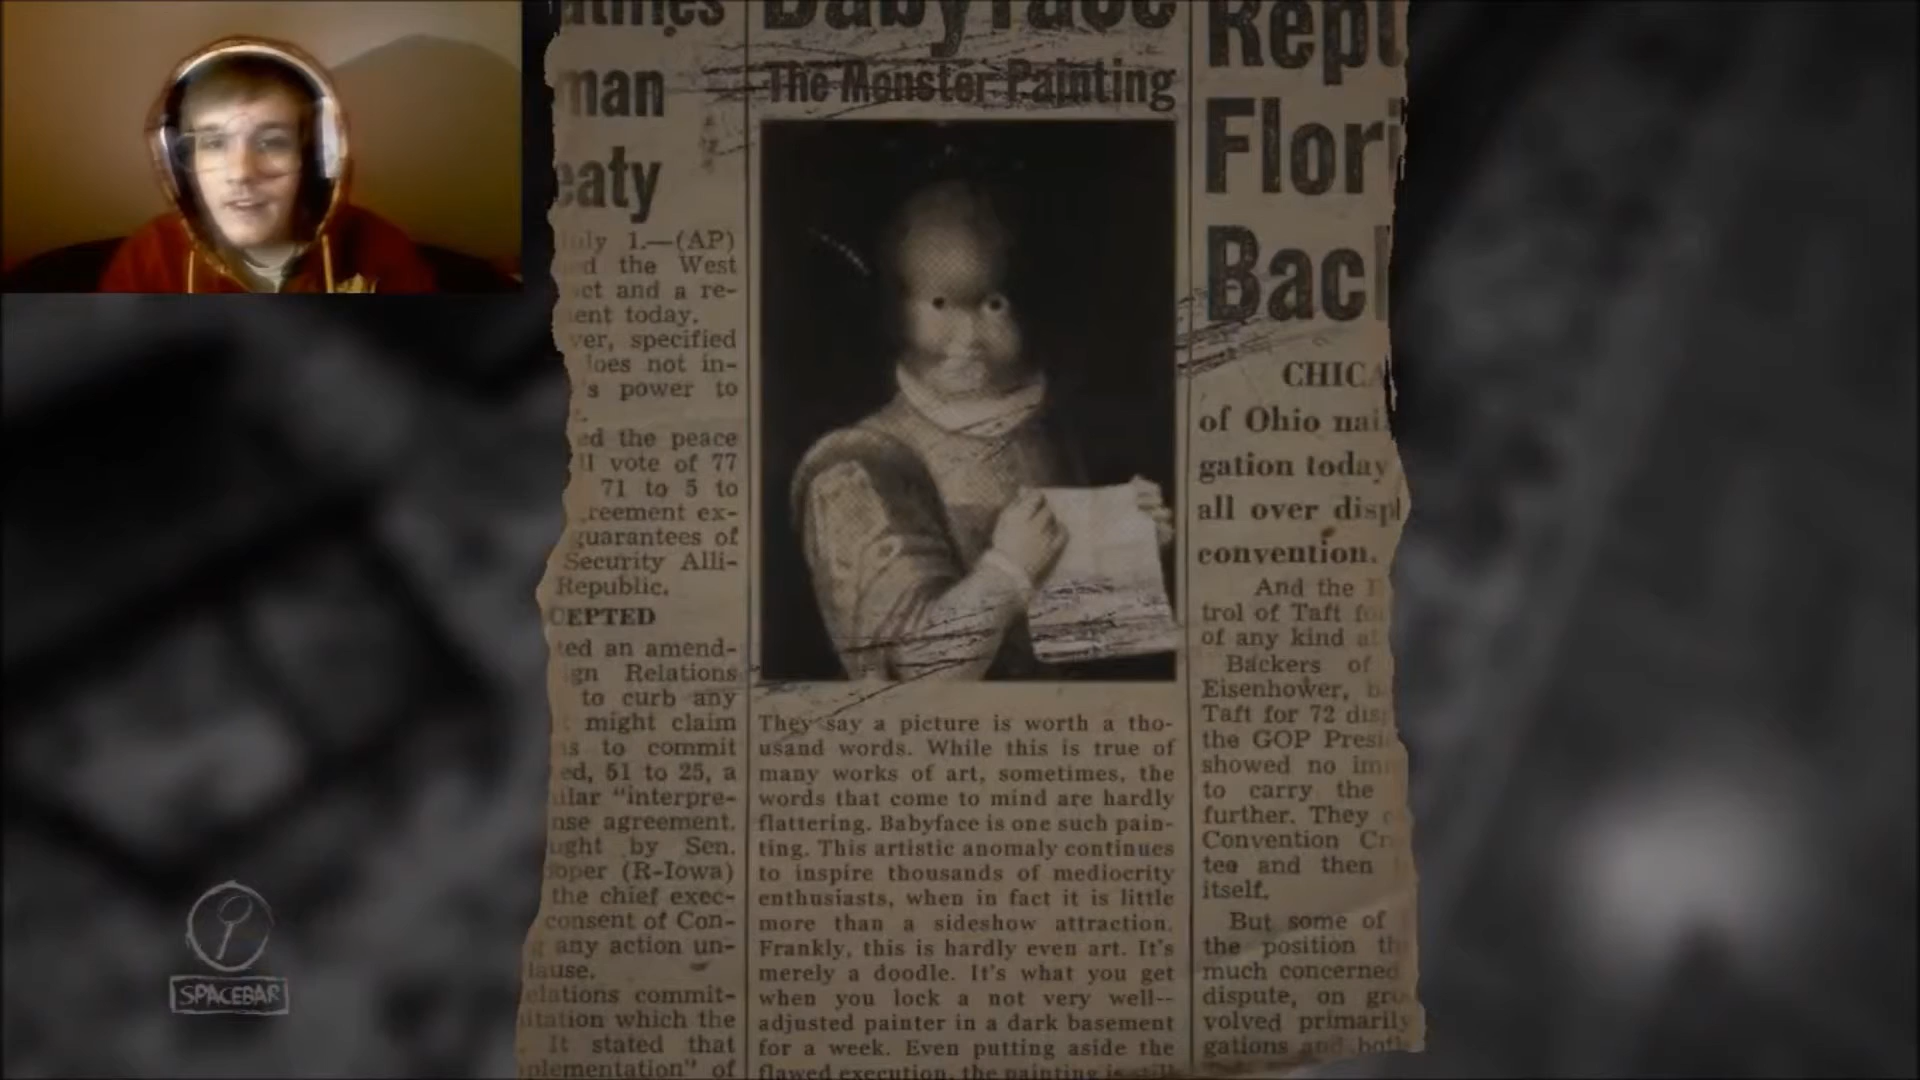 Babyface
The Monster Painting
man
eaty
1.—(AP)
the West
and a re-
today.
specified
not in-
power to
the peace
vote of 77
71 to 5 to
ex-
of
Security Alli-
Republic.
an amend-
Relations
to curb any
might claim
to commit
51 to 25, a
"interpre-
agreement.
by Sen.
(R-Iowa)
the chief exec-
consent of Con-
any action un-
commit-
which the
It stated that
of
They say a picture is worth a tho-
usand words. While this is true of
many works of art, sometimes, the
words that come to mind are hardly
flattering. Babyface is one such pain-
ting. This artistic anomaly continues
to inspire thousands of mediocrity
enthusiasts, when in fact it is little
more than a sideshow attraction.
Frankly, this is hardly even art. It's
merely a doodle. It's what you get
when you lock a not very well--
adjusted painter in a dark basement
for a week. Even putting aside the
flawed execution, the painting is still
Flori
of Ohio
gation today
all over
convention.
And the
trol of Taft
of any kind
Backers of
Eisenhower,
Taft for 72
the GOP
showed no
to carry the
further. They
Convention
tee and then
itself.
But some of
the position
much concerned
dispute, on
volved primarily
gations and both
SPACEBAR